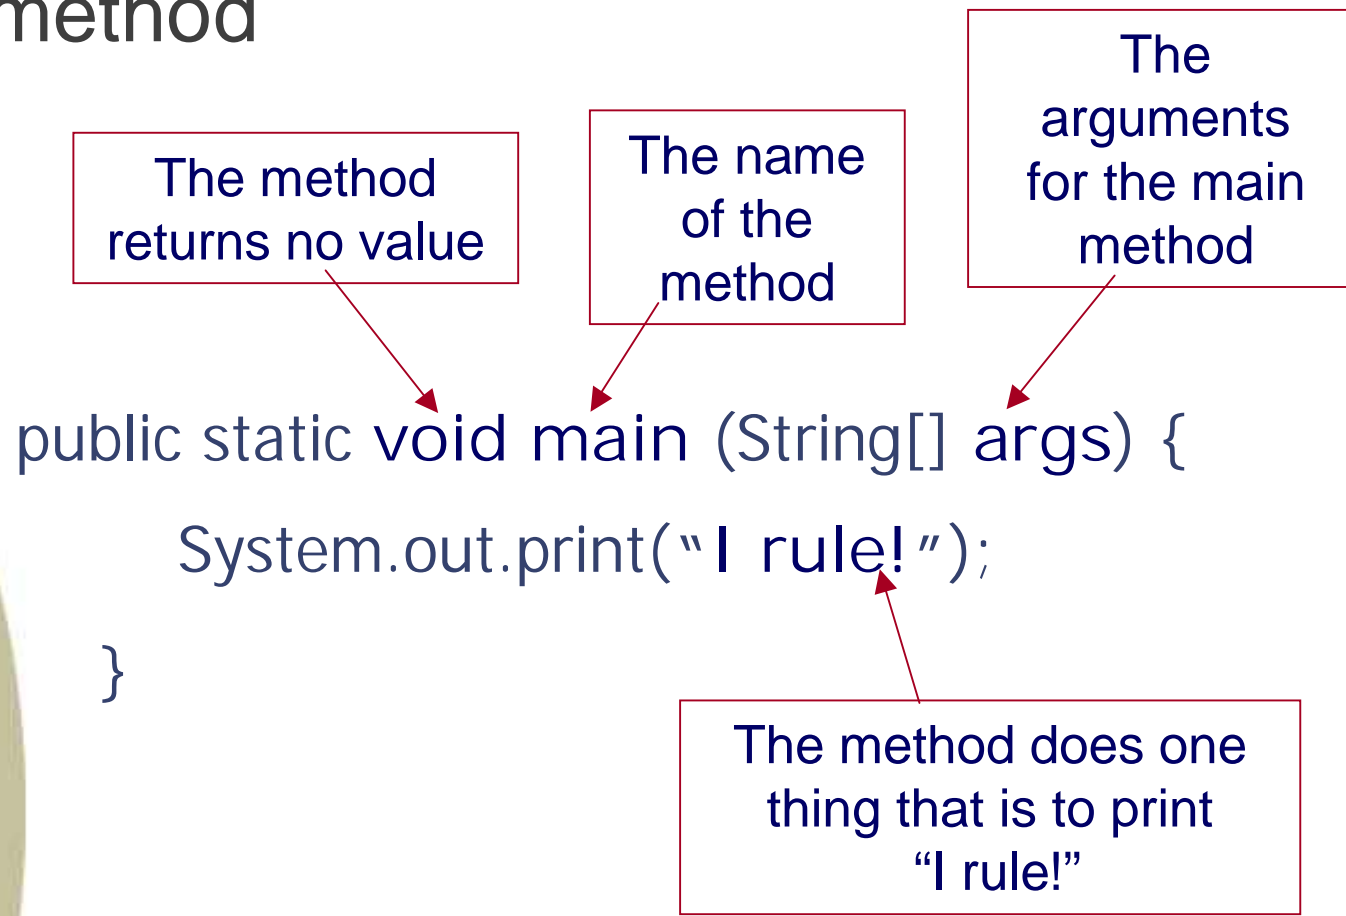 method
The method
returns no value
The name
of the
method
The
arguments
for the main
method
public static void main (String[] args) {
System.out.print(“I rule!”);
}
The method does one
thing that is to print
“I rule!”